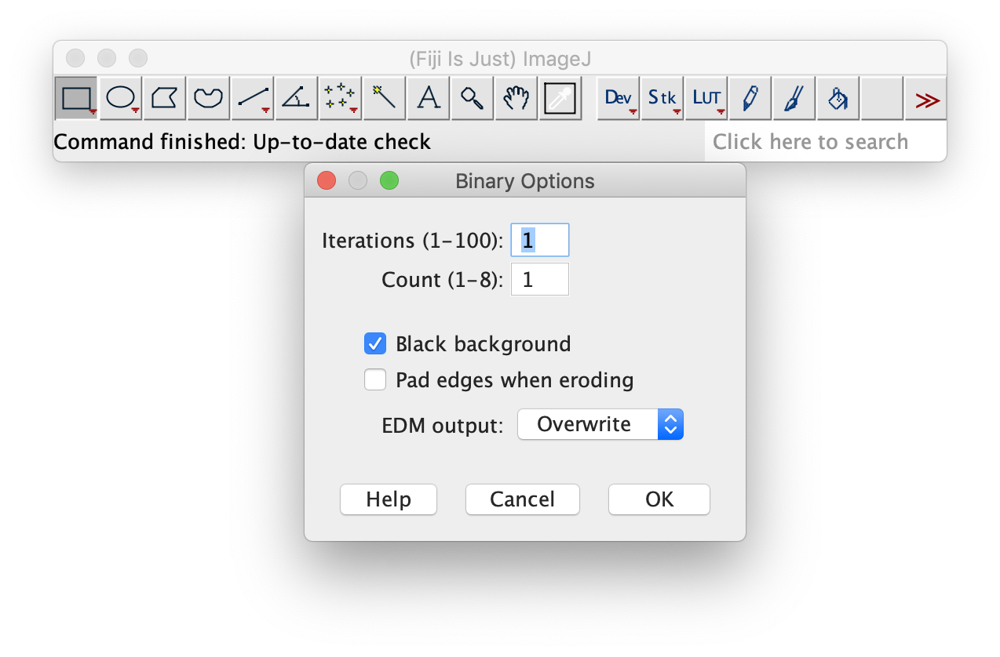 (Fiji Is Just) ImageJ
A Dev Stk LUT >>
Command finished: Up-to-date check Click here to search
Binary Options
Iterations (1-100): 1
Count (1-8): 1
Black background
Pad edges when eroding
EDM output: Overwrite
Help Cancel OK